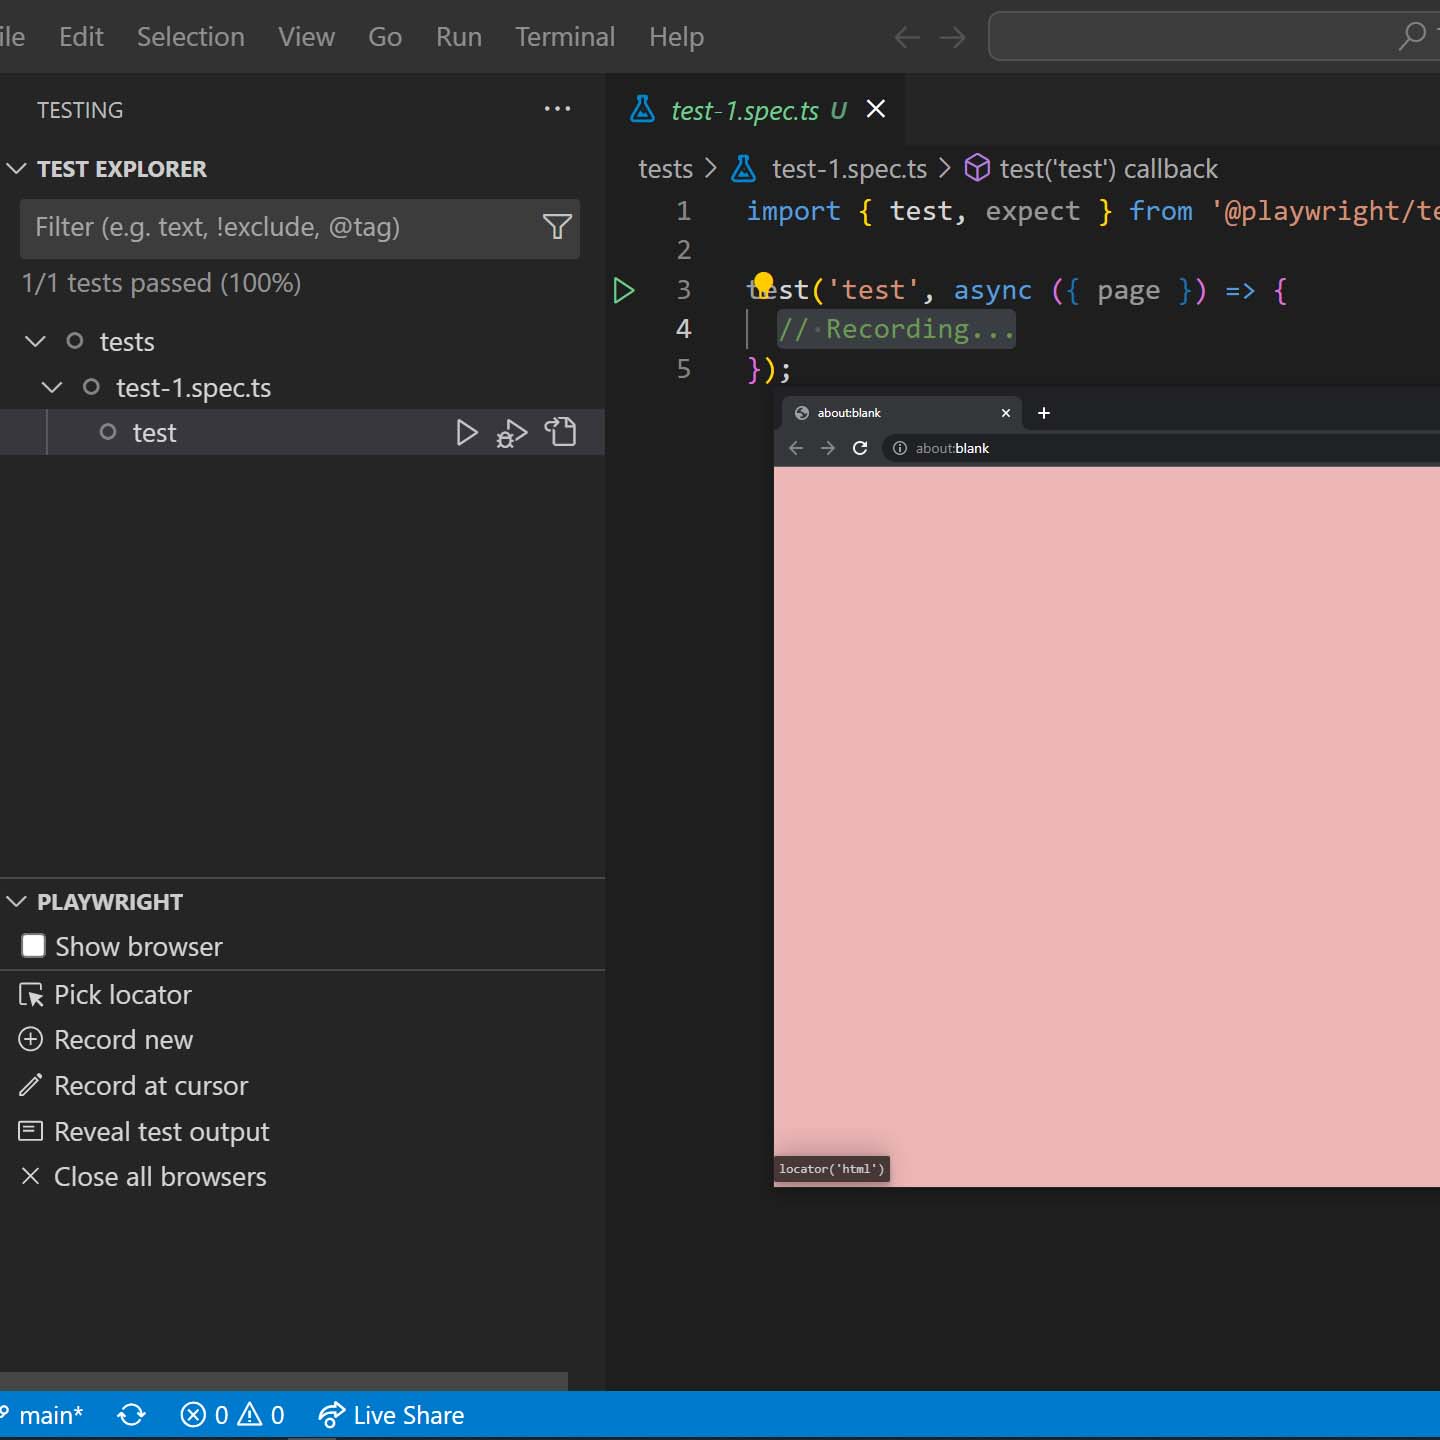 ile Edit Selection View Go Run Terminal Help
TESTING ...
TEST EXPLORER
Filter (e.g. text, !exclude, @tag)
1/1 tests passed (100%)
tests
test-1.spec.ts
test
PLAYWRIGHT
Show browser
Pick locator
Record new
Record at cursor
Reveal test output
Close all browsers
test-1.spec.ts U
tests > test-1.spec.ts > test('test') callback
1 import { test, expect } from '@playwright/te
2
3 test('test', async ({ page }) => {
4 // Recording...
5 });
about:blank
about:blank
locator('html')
main* 0 0 Live Share